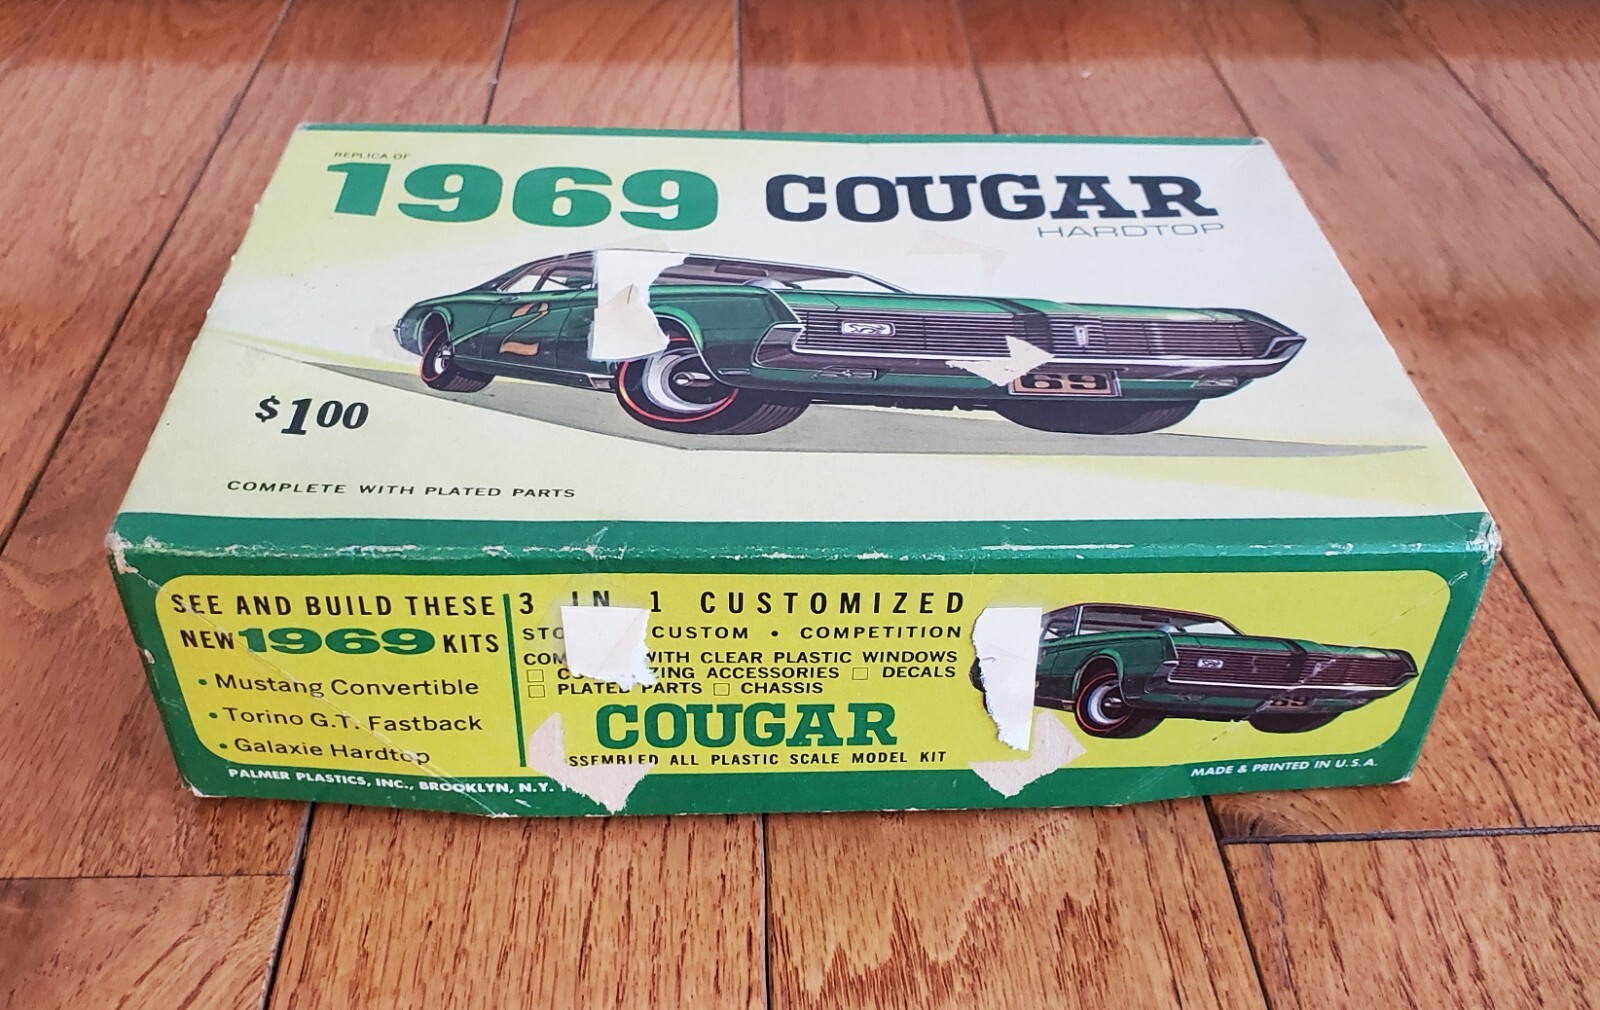 REPLICA OF
1969 COUGAR
HARDTOP
2
69
$1.00
COMPLETE WITH PLATED PARTS
SEE AND BUILD THESE
NEW 1969 KITS
• Mustang Convertible
• Torino G.T. Fastback
• Galaxie Hardtop
3 IN 1 CUSTOMIZED
CUSTOM • COMPETITION
WITH CLEAR PLASTIC WINDOWS
ACCESSORIES □ DECALS
□ PLATED PARTS □ CHASSIS
COUGAR
ALL PLASTIC SCALE MODEL KIT
69
PALMER PLASTICS, INC., BROOKLYN, N.Y.
MADE & PRINTED IN U.S.A.